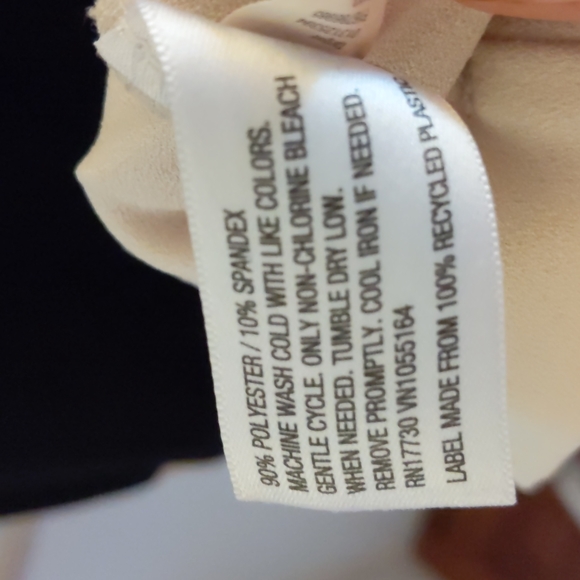 90% POLYESTER / 10% SPANDEX
MACHINE WASH COLD WITH LIKE COLORS.
GENTLE CYCLE. ONLY NON-CHLORINE BLEACH
WHEN NEEDED. TUMBLE DRY LOW.
REMOVE PROMPTLY. COOL IRON IF NEEDED.
RN17730 VN1055164
LABEL MADE FROM 100% RECYCLED PLASTIC